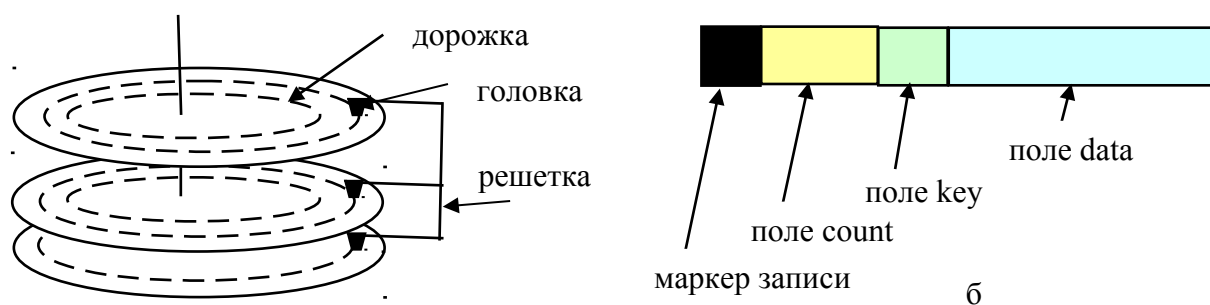 дорожка
головка
решетка
поле data
поле key
поле count
маркер записи
б